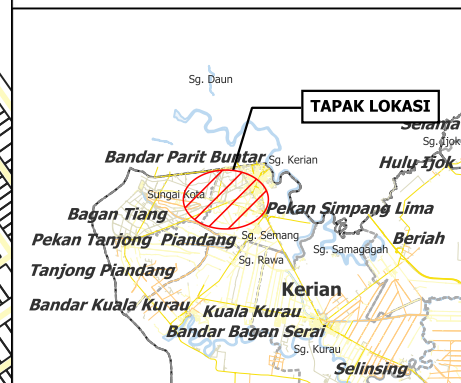 Sg. Daun
TAPAK LOKASI
Selama
Sg. Ijok
Bandar Parit Buntar
Sg. Kerian
Hulu Ijok
Sungai Kota
Bagan Tiang
Pekan Simpang Lima
Pekan Tanjong Piandang
Sg. Semang
Beriah
Sg. Samagagah
Sg. Rawa
Tanjong Piandang
Kerian
Bandar Kuala Kurau
Kuala Kurau
Bandar Bagan Serai
Sg. Kurau
Selinsing